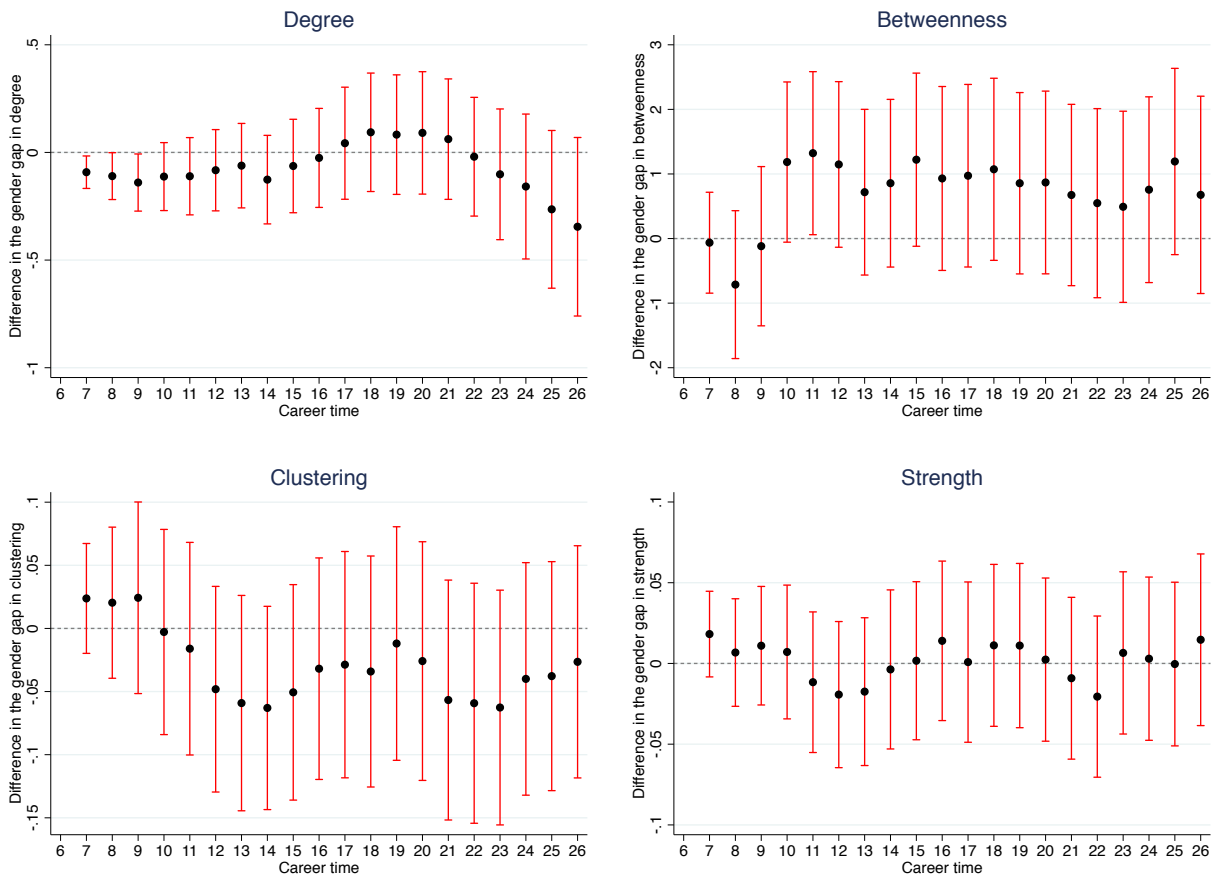 Degree
Difference in the gender gap in degree
.5
0
-.5
-1
6 7 8 9 10 11 12 13 14 15 16 17 18 19 20 21 22 23 24 25 26
Career time
Betweenness
Difference in the gender gap in betweenness
3
2
1
0
-1
-2
6 7 8 9 10 11 12 13 14 15 16 17 18 19 20 21 22 23 24 25 26
Career time
Clustering
Difference in the gender gap in clustering
.1
.05
0
-.05
-.1
-.15
6 7 8 9 10 11 12 13 14 15 16 17 18 19 20 21 22 23 24 25 26
Career time
Strength
Difference in the gender gap in strength
.1
.05
0
-.05
-.1
6 7 8 9 10 11 12 13 14 15 16 17 18 19 20 21 22 23 24 25 26
Career time